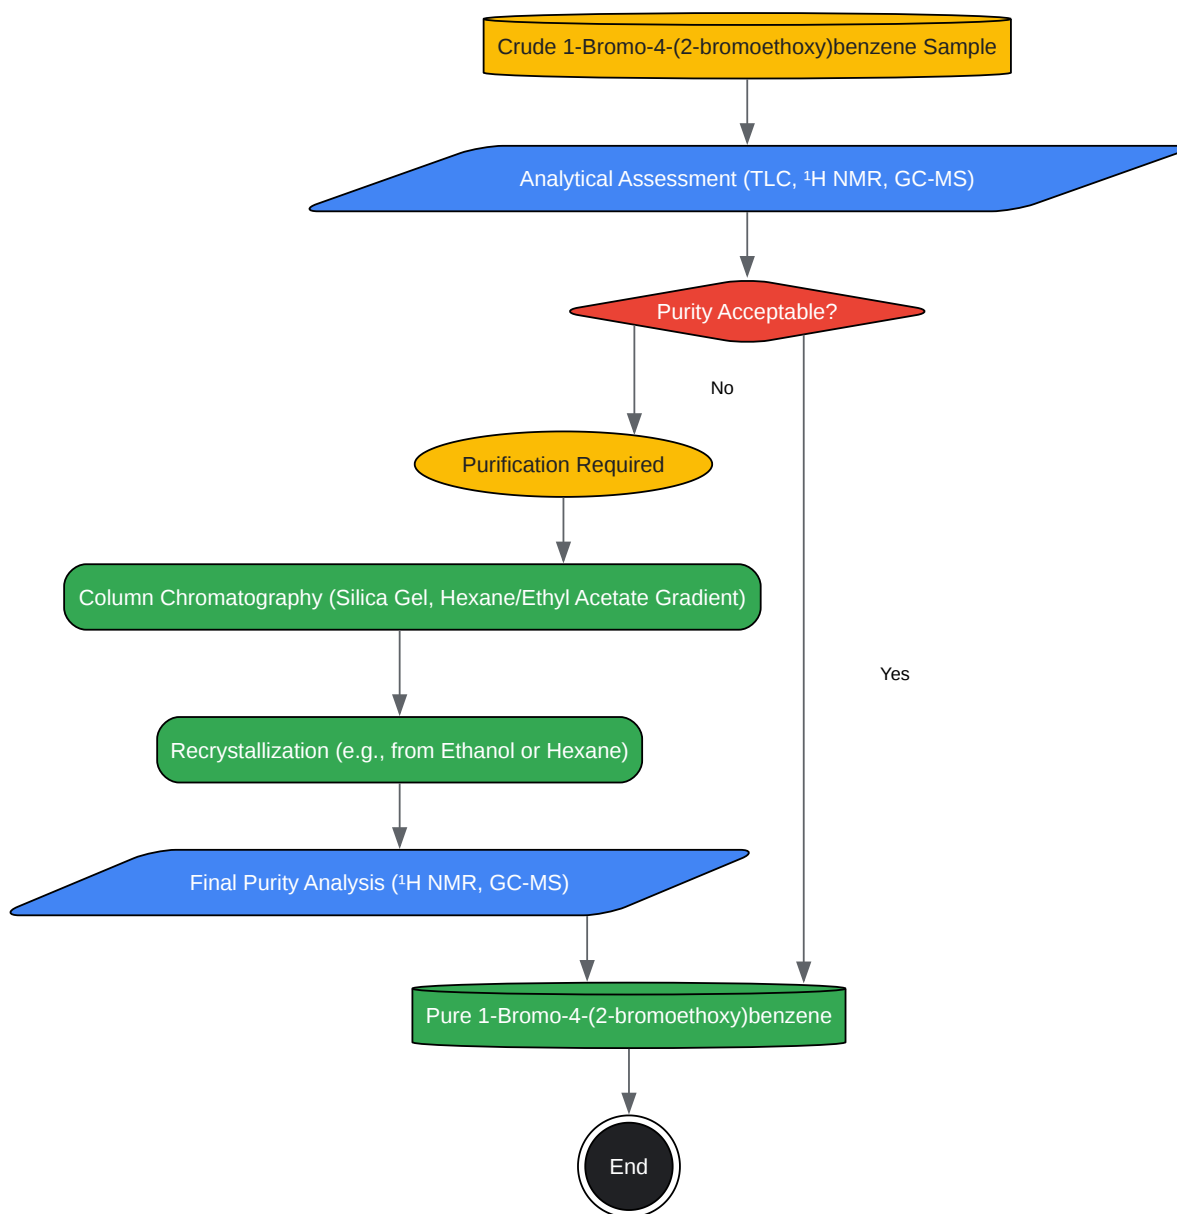 Crude 1-Bromo-4-(2-bromoethoxy)benzene Sample
Analytical Assessment (TLC, ¹H NMR, GC-MS)
Purity Acceptable?
No
Purification Required
Column Chromatography (Silica Gel, Hexane/Ethyl Acetate Gradient)
Yes
Recrystallization (e.g., from Ethanol or Hexane)
Final Purity Analysis (¹H NMR, GC-MS)
Pure 1-Bromo-4-(2-bromoethoxy)benzene
End